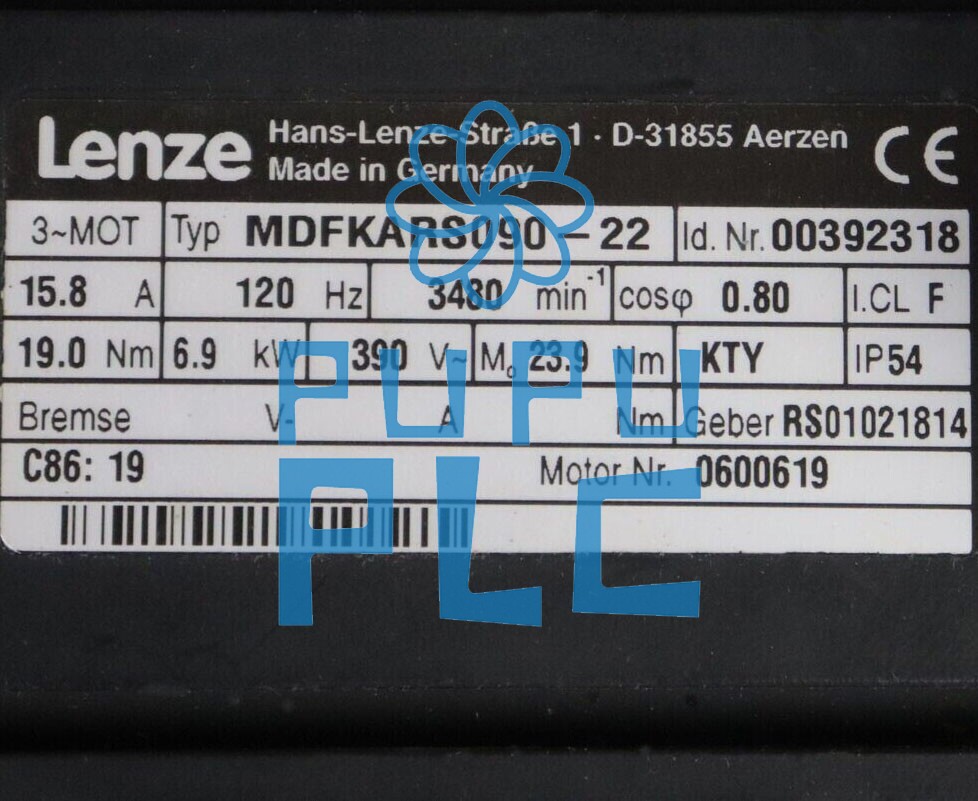 Lenze Hans-Lenze-Straße 1 · D-31855 Aerzen
Made in Germany
CE
3~MOT Typ MDFKARS090-22 Id. Nr. 00392318
15.8 A 120 Hz 3480 min-1 cosφ 0.80 I.CL F
19.0 Nm 6.9 kW 390 V~ Mo 23.9 Nm KTY IP54
Bremse V- A Nm Geber RS01021814
C86: 19 Motor Nr. 0600619
PUPU
PLC